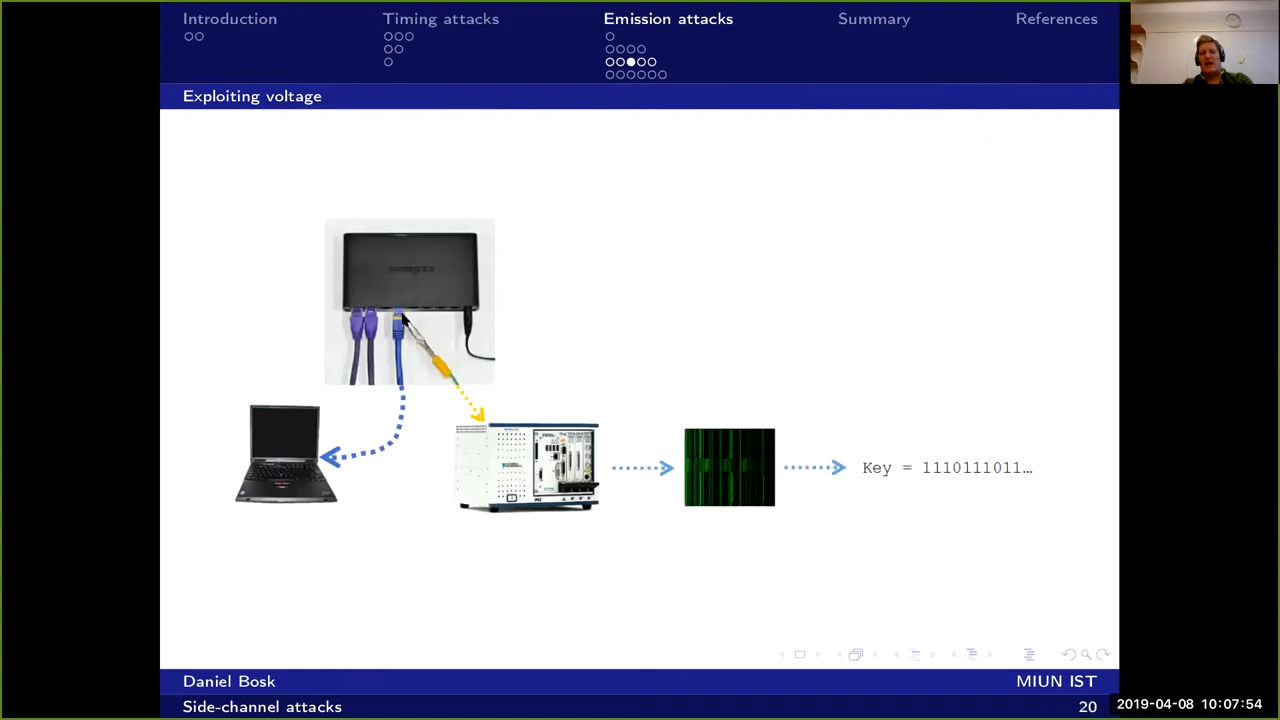 Introduction
Timing attacks
Emission attacks
Summary
References
Exploiting voltage
Key = 1110111011…
Daniel Bosk
MIUN IST
Side-channel attacks
20
2019-04-08 10:07:54